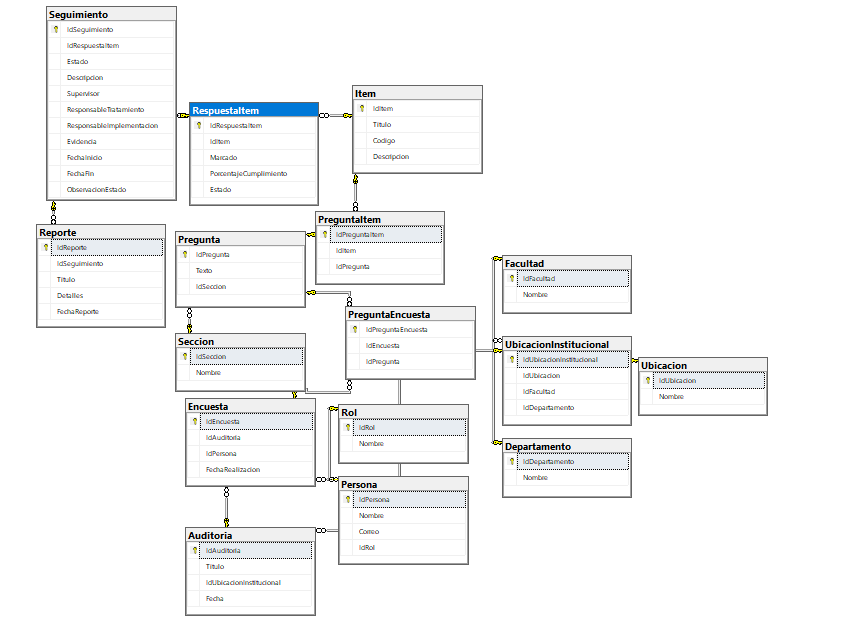 Seguimiento
IdSeguimiento
IdRespuestaItem
Estado
Descripcion
Supervisor
ResponsableTratamiento
ResponsableImplementacion
Evidencia
FechaInicio
FechaFin
ObservacionEstado
RespuestaItem
IdRespuestaItem
IdItem
Marcado
PorcentajeCumplimiento
Estado
Item
IdItem
Titulo
Codigo
Descripcion
Reporte
IdReporte
IdSeguimiento
Titulo
Detalles
FechaReporte
Pregunta
IdPregunta
Texto
IdSeccion
PreguntaItem
IdPreguntaItem
IdItem
IdPregunta
PreguntaEncuesta
IdPreguntaEncuesta
IdEncuesta
IdPregunta
Facultad
IdFacultad
Nombre
UbicacionInstitucional
IdUbicacionInstitucional
IdUbicacion
IdFacultad
IdDepartamento
Ubicacion
IdUbicacion
Nombre
Departamento
IdDepartamento
Nombre
Seccion
IdSeccion
Nombre
Encuesta
IdEncuesta
IdAuditoria
IdPersona
FechaRealizacion
Rol
IdRol
Nombre
Persona
IdPersona
Nombre
Correo
IdRol
Auditoria
IdAuditoria
Titulo
IdUbicacionInstitucional
Fecha